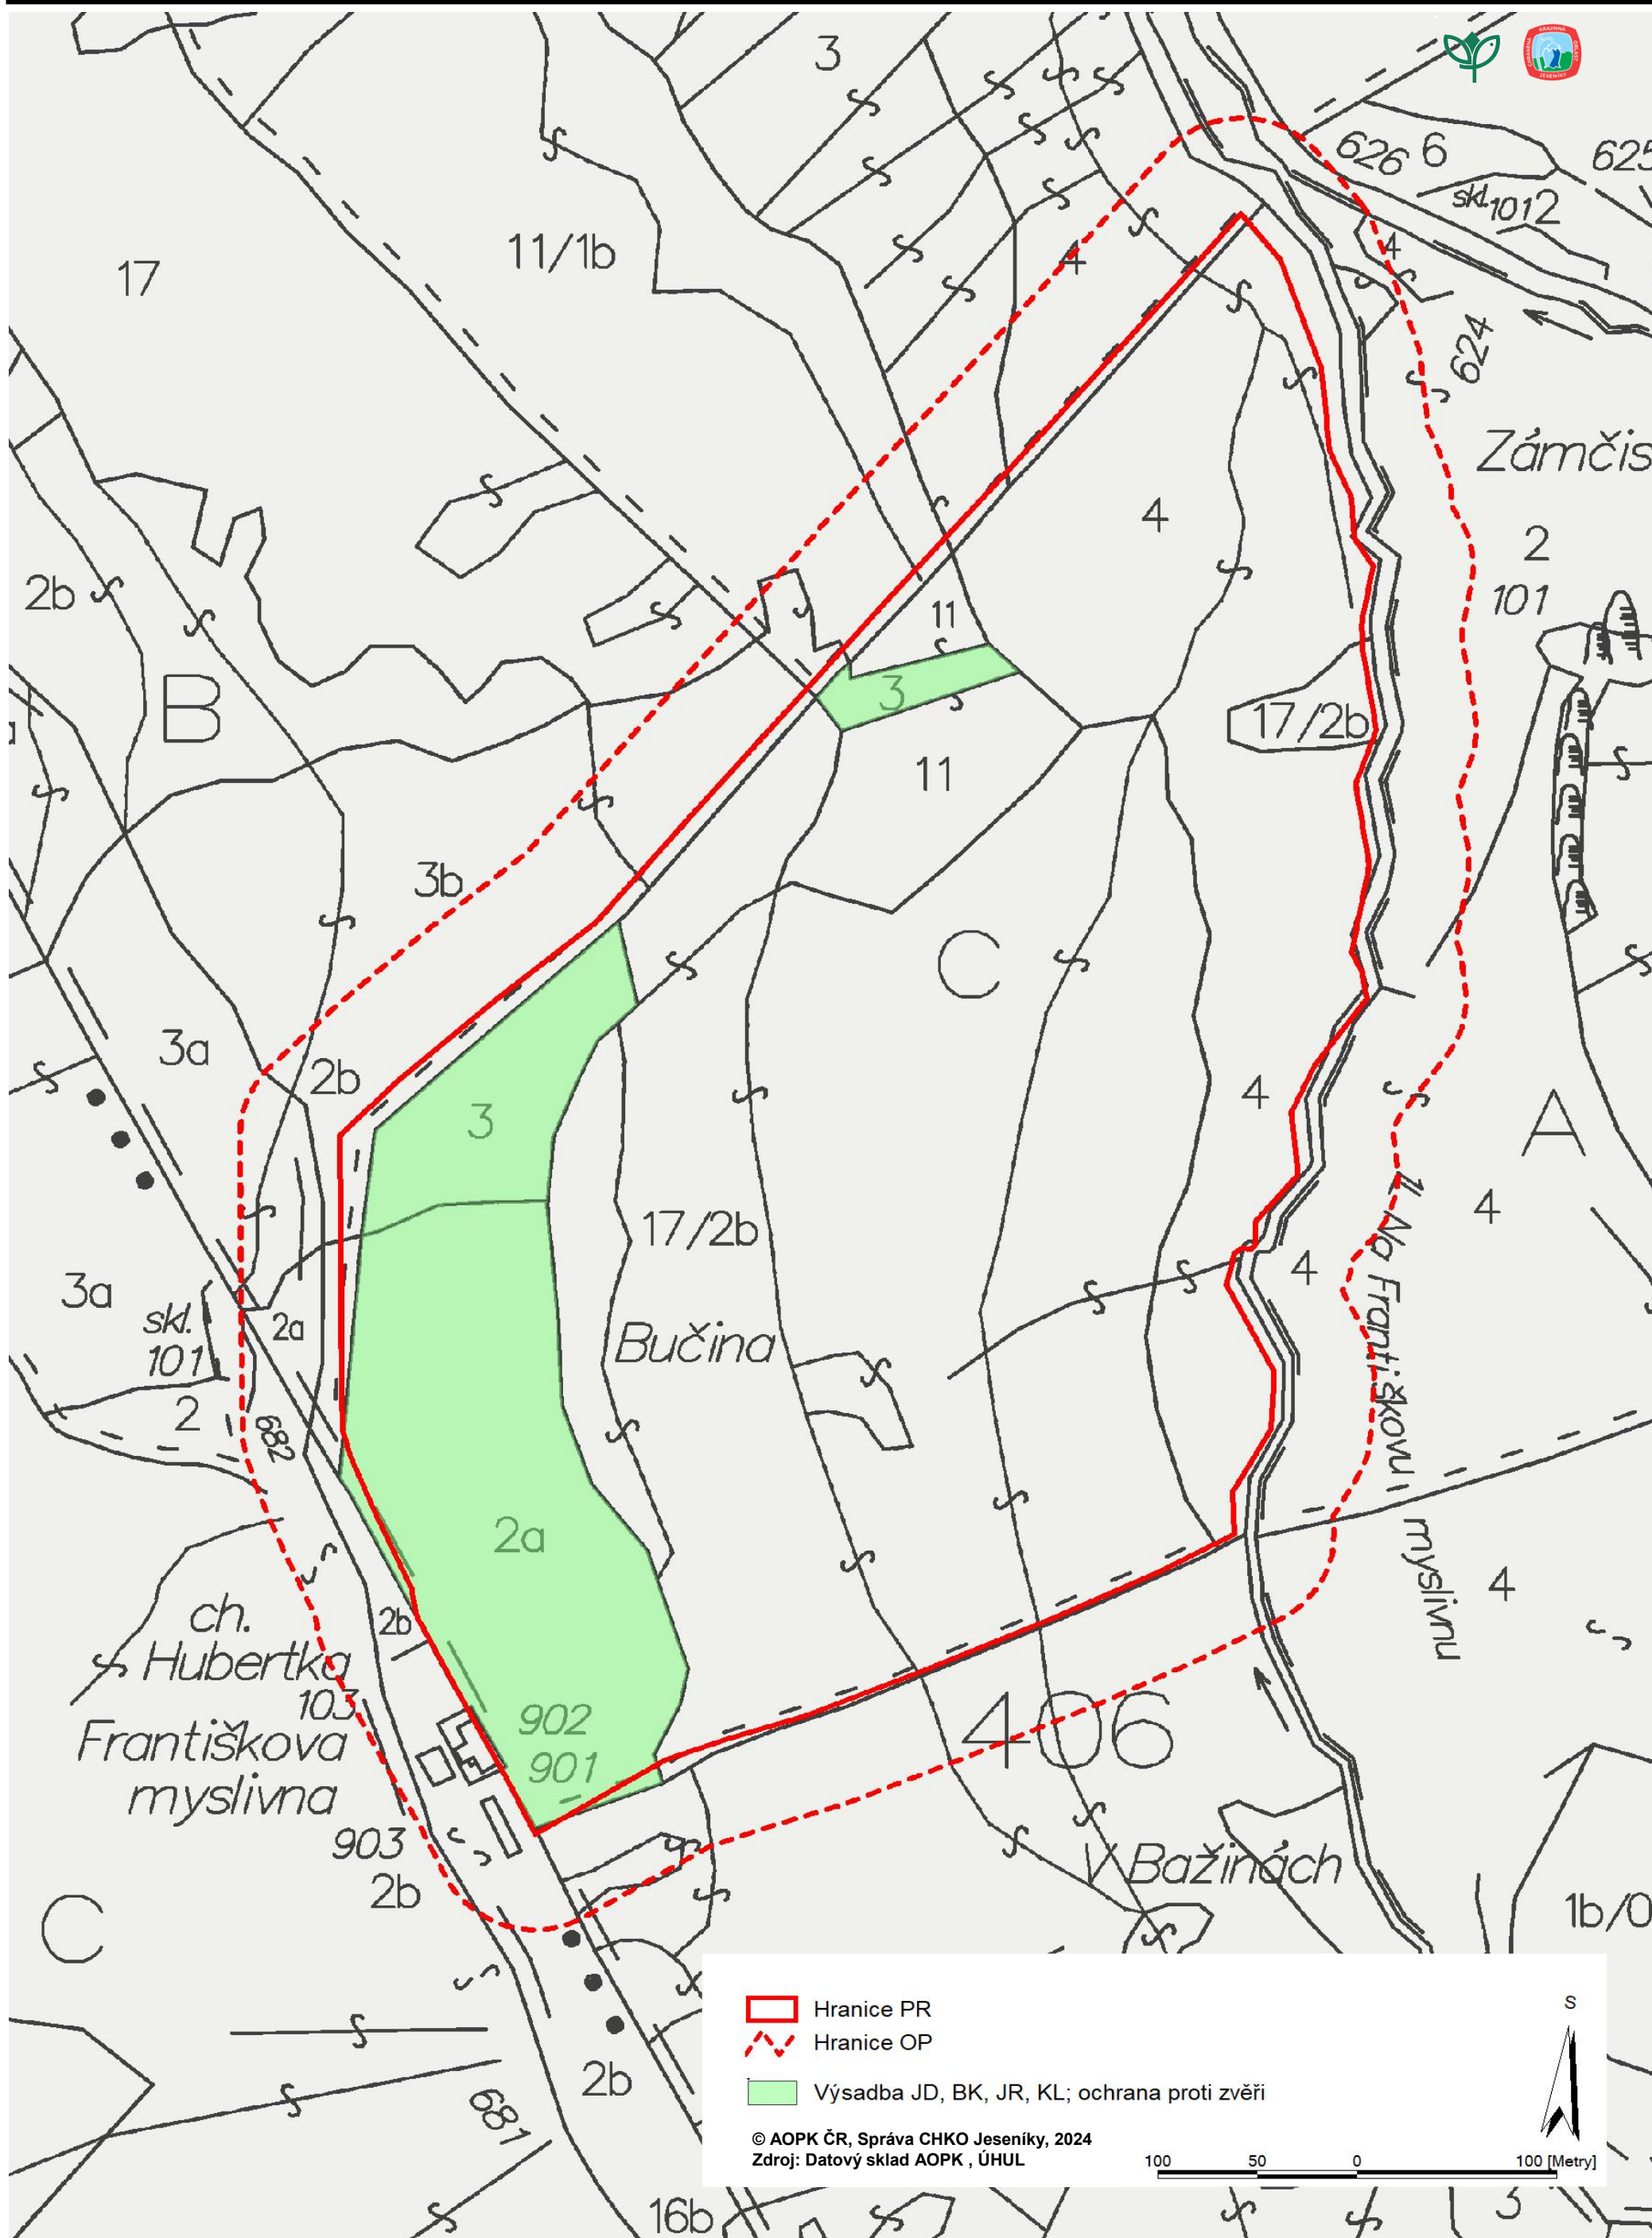 3
626 6
625
skl.1012
4
17
11/1b
4
624
Zámčis
4
2
101
2b
11
B
3
17/2b
11
3b
C
3a
2b
4
A
3
4
17/2b
Na Františkovu
4
3a
skl.
101
2a
Bučina
2
682
2a
myslivnu
4
ch.
Hubertka
2b
103
902
406
Františkova
901
myslivna
903
V Bažinách
2b
C
1b/0
Hranice PR
S
Hranice OP
2b
Výsadba JD, BK, JR, KL; ochrana proti zvěři
681
© AOPK ČR, Správa CHKO Jeseníky, 2024
Zdroj: Datový sklad AOPK , ÚHUL
100 50 0 100 [Metry]
16b
3